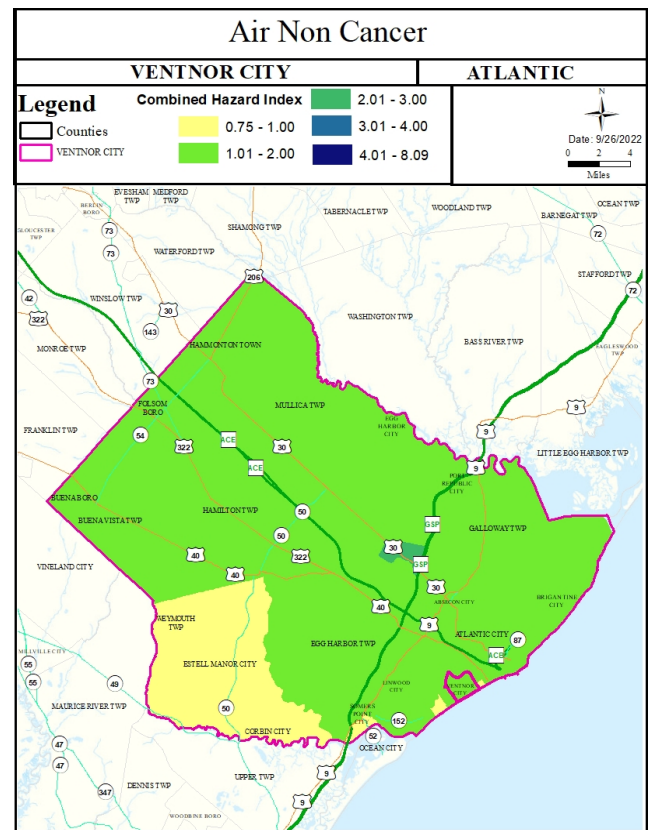 Air Non Cancer
VENTNOR CITY
ATLANTIC
Legend
Counties
VENTNOR CITY
Combined Hazard Index
0.75 - 1.00
1.01 - 2.00
2.01 - 3.00
3.01 - 4.00
4.01 - 8.09
N
Date: 9/26/2022
0 2 4
Miles
EVESHAM TWP
MEDFORD TWP
BERLIN BORO
TABERNACLE TWP
WOODLAND TWP
OCEAN TWP
BARNEGAT TWP
GLOUCESTER TWP
73
SHAMONG TWP
72
73
WATERFORD TWP
STAFFORD TWP
206
72
42
WINSLOW TWP
30
322
143
WASHINGTON TWP
BASS RIVER TWP
MONROE TWP
HAMMONTON TOWN
EAGLESWOOD TWP
73
FOLSOM BORO
MULLICA TWP
9
EGG HARBOR CITY
FRANKLIN TWP
54
322
ACE
30
9
LITTLE EGG HARBOR TWP
ACE
9
PORT REPUBLIC CITY
BUENA BORO
BUENA VISTA TWP
HAMILTON TWP
50
GSP
GALLOWAY TWP
50
30
40
322
GSP
VINELAND CITY
40
30
BRIGANTINE CITY
40
ABSECON CITY
WEYMOUTH TWP
9
ATLANTIC CITY
87
EGG HARBOR TWP
MILLVILLE CITY
ACE
55
ESTELL MANOR CITY
55
49
LINWOOD CITY
VENTNOR CITY
MAURICE RIVER TWP
50
SOMERS POINT CITY
152
CORBIN CITY
52
47
OCEAN CITY
47
UPPER TWP
9
DENNIS TWP
347
9
WOODBINE BORO